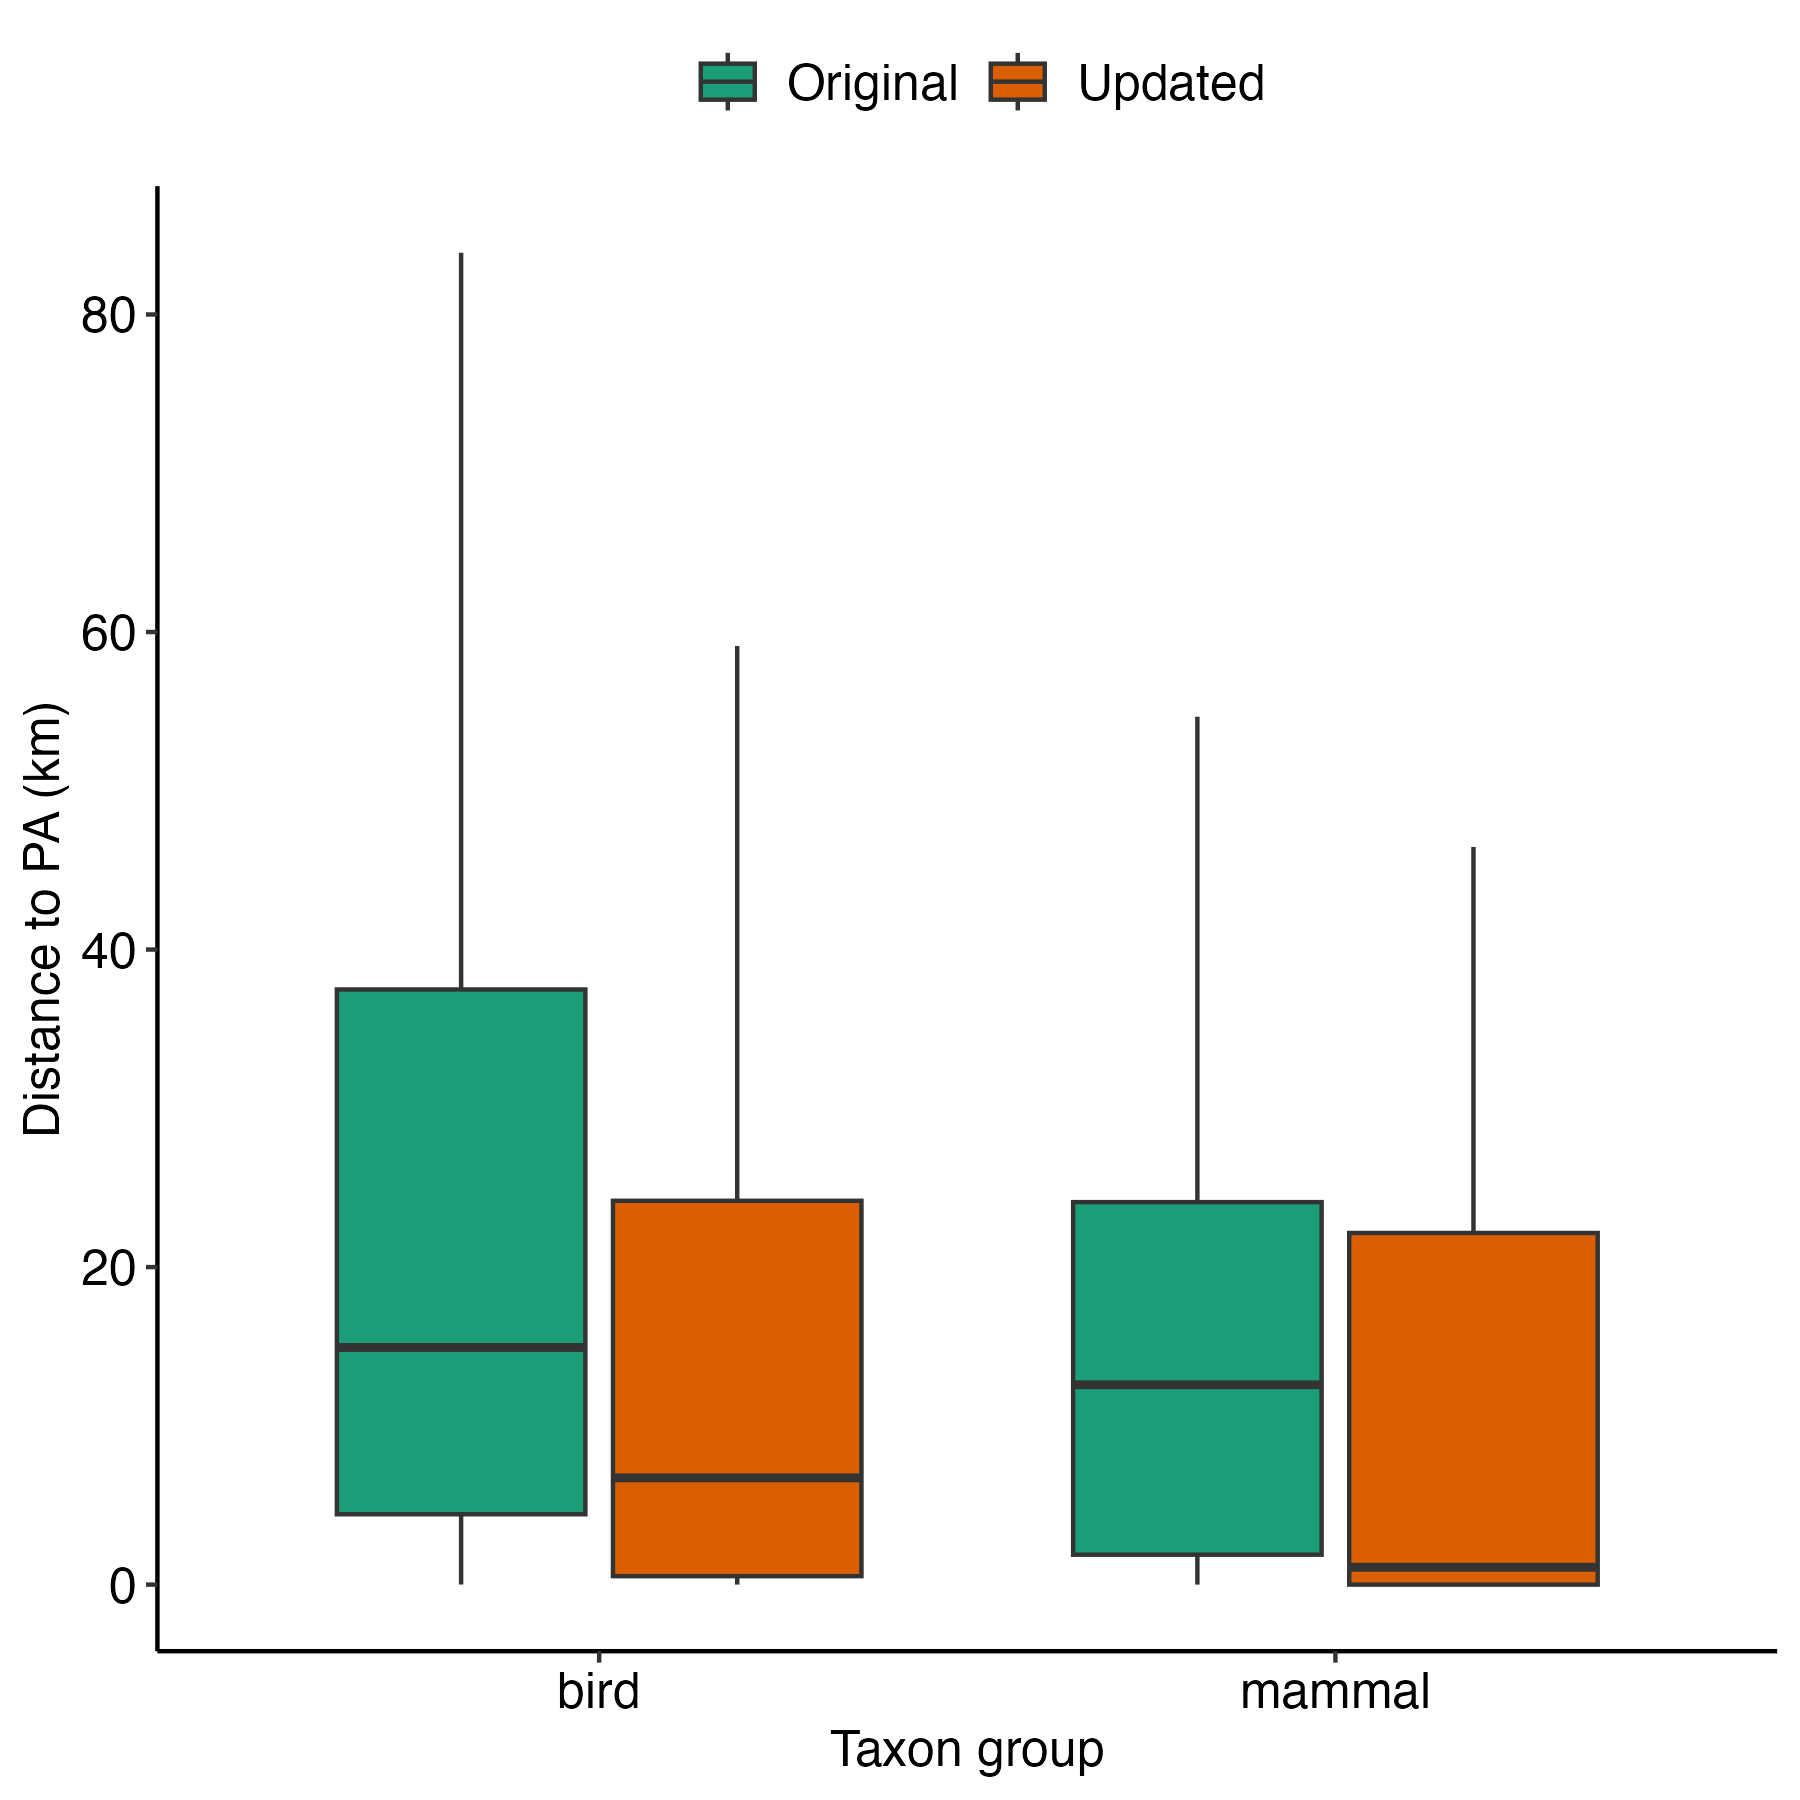 Original Updated
80
60
40
20
0
Distance to PA (km)
bird mammal
Taxon group